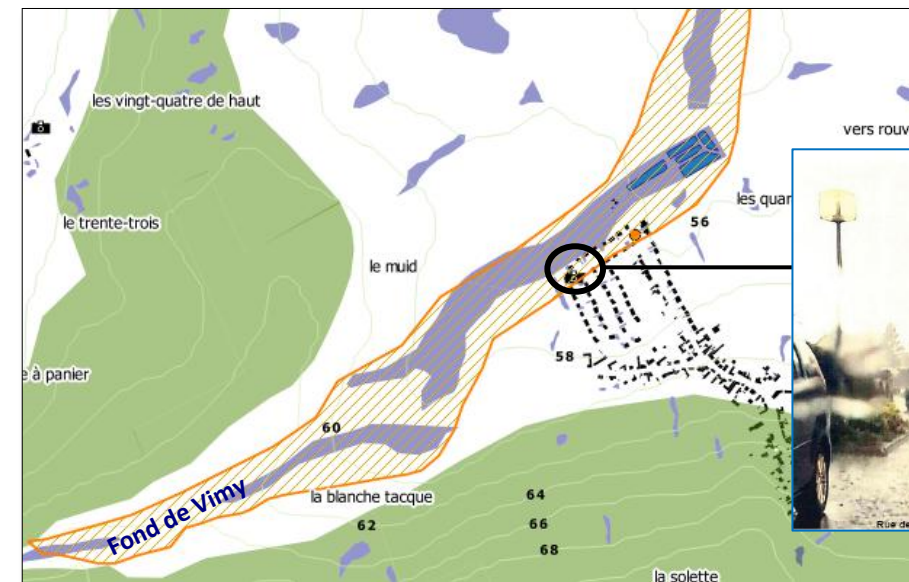 les vingt-quatre de haut
vers rouv
les quar
56
le trente-trois
le muid
58
à panier
60
Fond de Vimy
la blanche tacque
64
62
66
68
Rue de
la solette